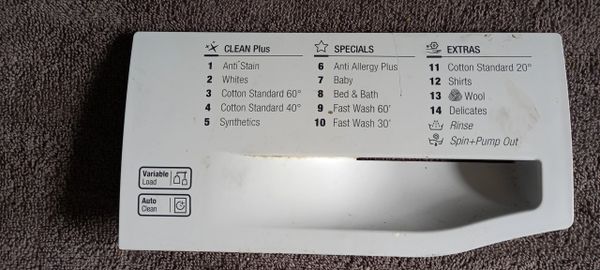 CLEAN Plus
1 Anti Stain
2 Whites
3 Cotton Standard 60°
4 Cotton Standard 40°
5 Synthetics
SPECIALS
6 Anti Allergy Plus
7 Baby
8 Bed & Bath
9 Fast Wash 60'
10 Fast Wash 30'
EXTRAS
11 Cotton Standard 20°
12 Shirts
13 Wool
14 Delicates
Rinse
Spin+Pump Out
Variable
Load
Auto
Clean